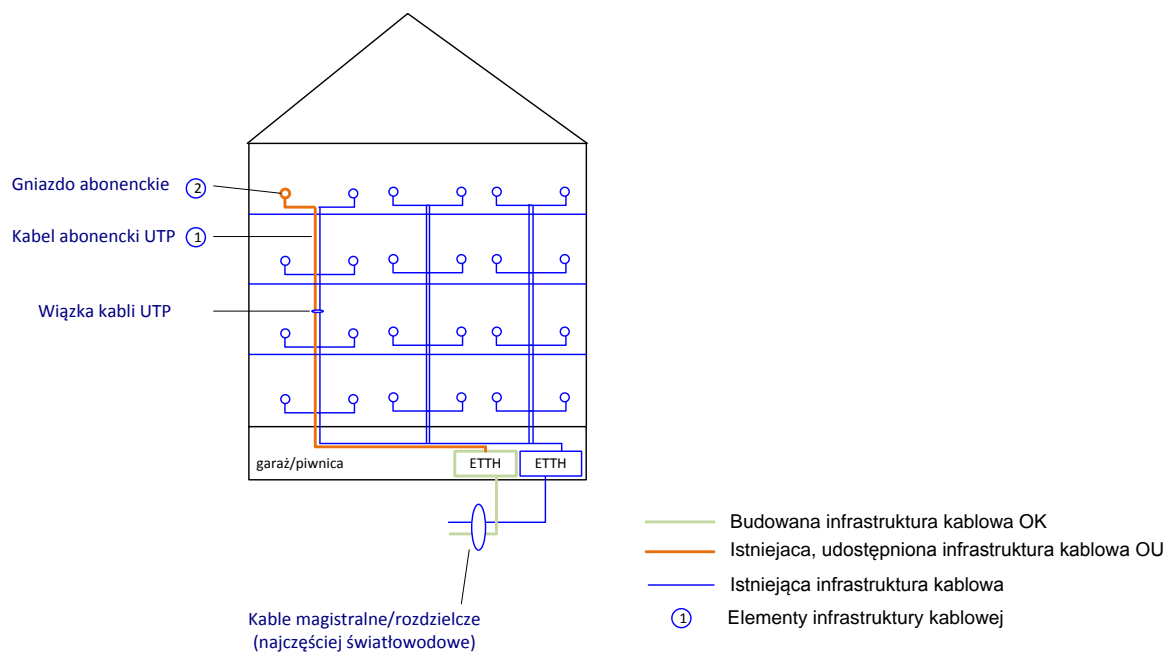 Gniazdo abonenckie 2
Kabel abonencki UTP 1
Wiązka kabli UTP
garaż/piwnica
ETTH
ETTH
Kable magistralne/rozdzielcze
(najczęściej światłowodowe)
Budowana infrastruktura kablowa OK
Istniejaca, udostępniona infrastruktura kablowa OU
Istniejąca infrastruktura kablowa
1 Elementy infrastruktury kablowej